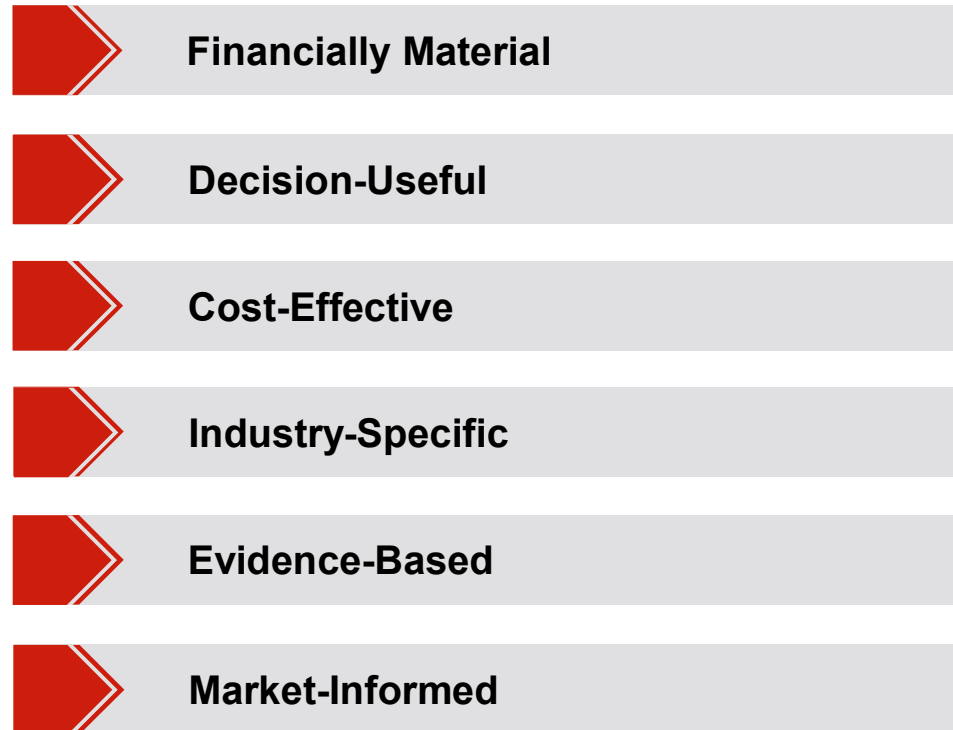 Financially Material
Decision-Useful
Cost-Effective
Industry-Specific
Evidence-Based
Market-Informed